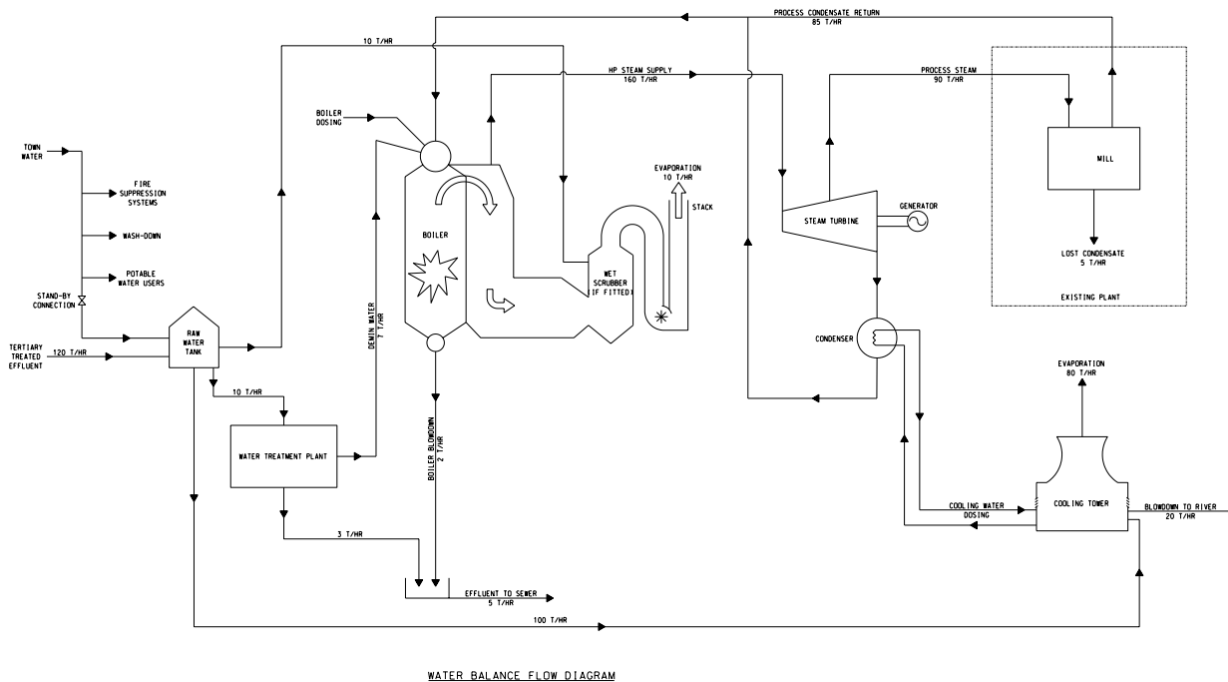 PROCESS CONDENSATE RETURN
85 T/HR
10 T/HR
HP STEAM SUPPLY
160 T/HR
PROCESS STEAM
90 T/HR
BOILER
DOSING
TOWN
WATER
FIRE
SUPPRESSION
SYSTEMS
WASH-DOWN
POTABLE
WATER USERS
STAND-BY
CONNECTION
RAW
WATER
TANK
TERTIARY
TREATED
EFFLUENT
120 T/HR
10 T/HR
WATER TREATMENT PLANT
3 T/HR
DEMIN WATER
7 T/HR
BOILER
BOILER BLOWDOWN
2 T/HR
EFFLUENT TO SEWER
5 T/HR
100 T/HR
EVAPORATION
10 T/HR
STACK
WET
SCRUBBER
(IF FITTED)
STEAM TURBINE
GENERATOR
CONDENSER
MILL
LOST CONDENSATE
5 T/HR
EXISTING PLANT
EVAPORATION
80 T/HR
COOLING WATER
DOSING
COOLING TOWER
BLOWDOWN TO RIVER
20 T/HR
WATER BALANCE FLOW DIAGRAM